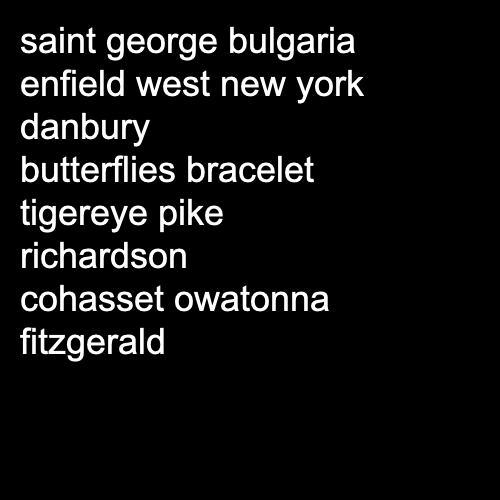 saint george bulgaria
enfield west new york
danbury
butterflies bracelet
tigereye pike
richardson
cohasset owatonna
fitzgerald